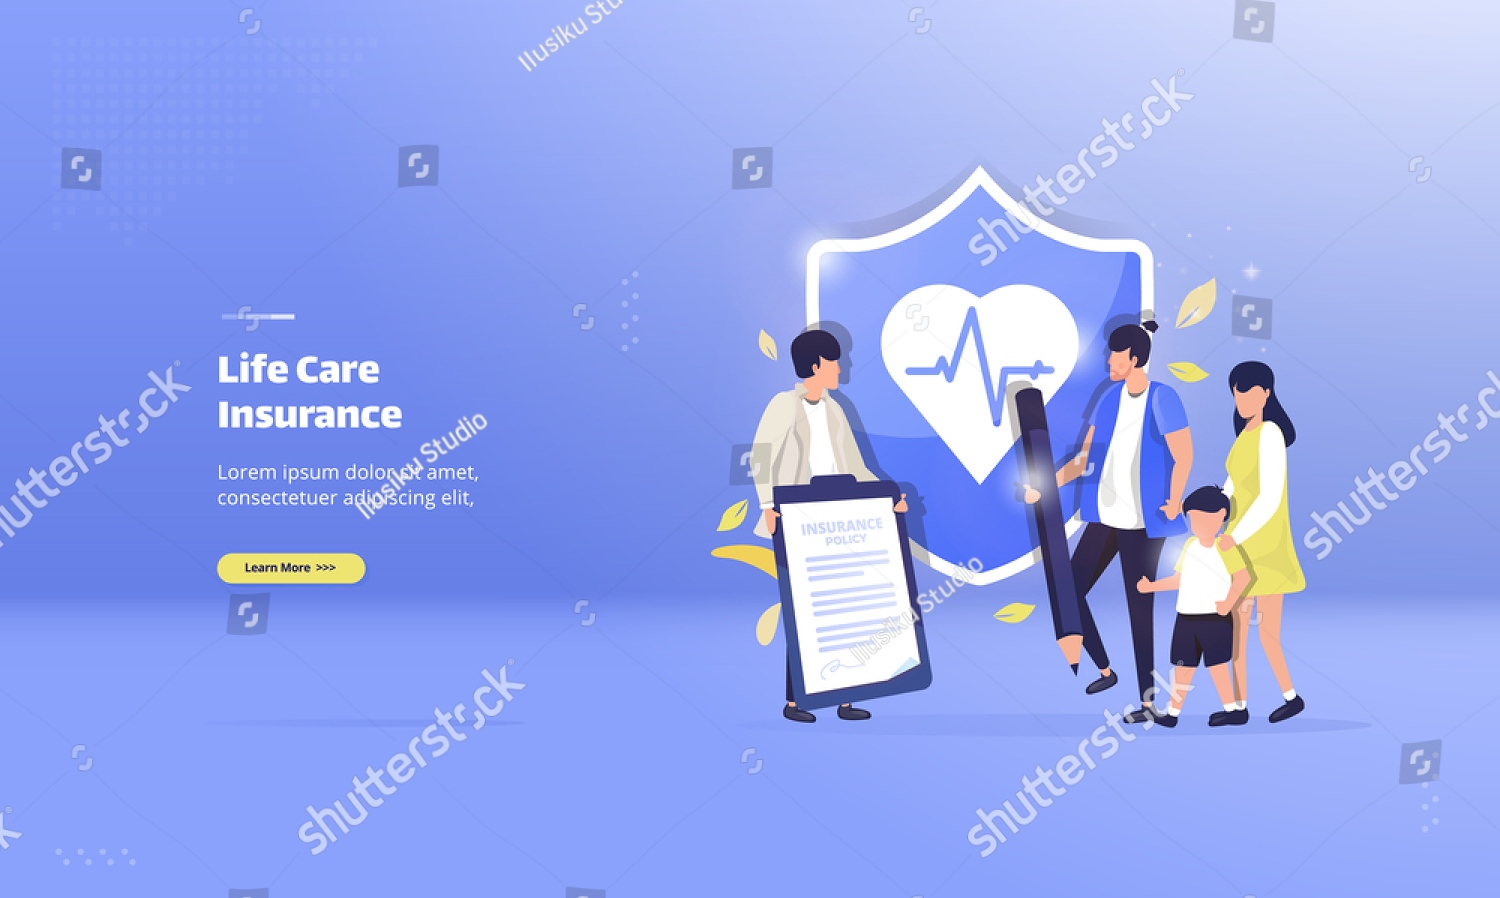 Ilusiku Stu
shutterstock
Life Care
Insurance
shutterstock
Ilusiku Studio
Lorem ipsum dolor sit amet,
consectetuer adipiscing elit,
Learn More >>>
INSURANCE
POLICY
shutterstock
Ilusiku Studio
shutterstock
shutterstock
k